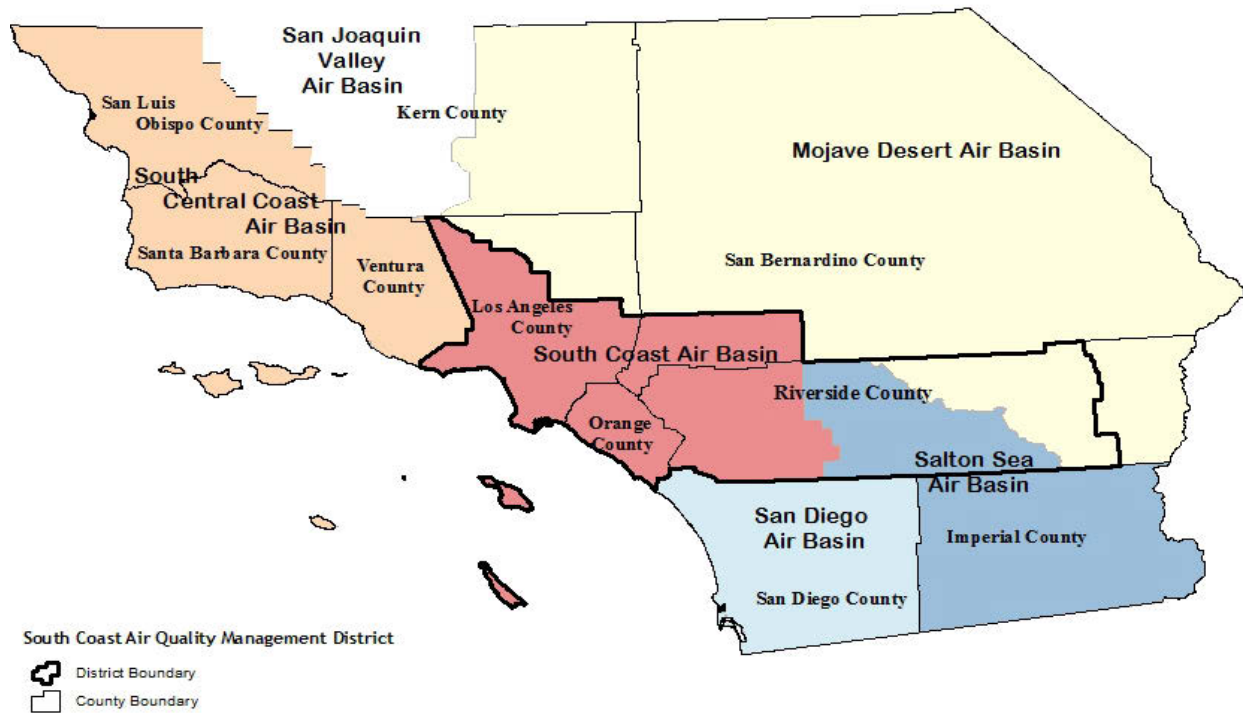 San Joaquin
Valley
Air Basin
Kern County
San Luis
Obispo County
Mojave Desert Air Basin
South
Central Coast
Air Basin
Santa Barbara County
Ventura
County
San Bernardino County
Los Angeles
County
South Coast Air Basin
Riverside County
Orange
County
Salton Sea
Air Basin
San Diego
Air Basin
Imperial County
San Diego County
South Coast Air Quality Management District
District Boundary
County Boundary